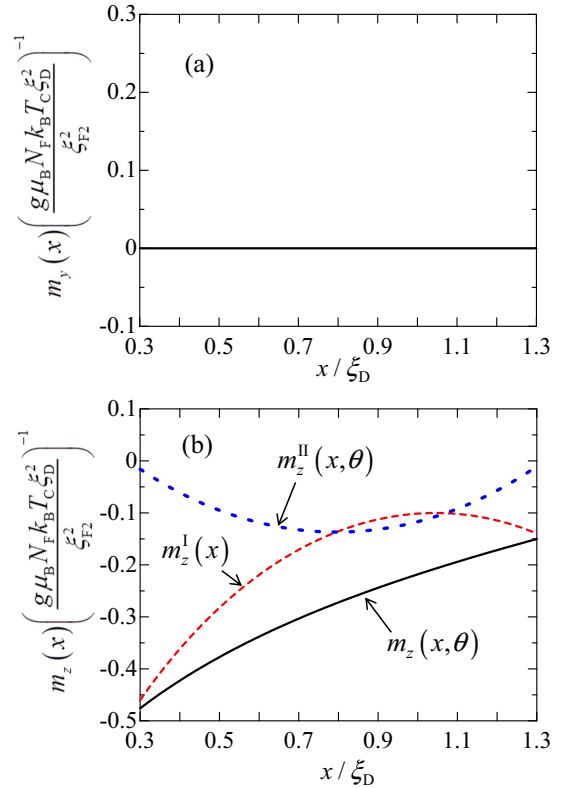 m_y(x)(gμ_B N_F k_B T_C ξ_D^2 / ξ_F2^2)^{-1}
(a)
0.3
0.2
0.1
0
-0.1
0.3 0.5 0.7 0.9 1.1 1.3
x / ξ_D
m_z(x)(gμ_B N_F k_B T_C ξ_D^2 / ξ_F2^2)^{-1}
(b)
0.1
0
-0.1
-0.2
-0.3
-0.4
-0.5
m_z^II(x,θ)
m_z^I(x)
m_z(x,θ)
0.3 0.5 0.7 0.9 1.1 1.3
x / ξ_D